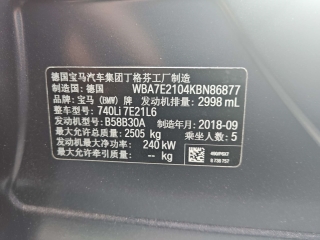 德国宝马汽车集团丁格芬工厂制造
制造国：德国 WBA7E2104KBN86877
品牌：宝马（BMW）牌 发动机排量：2998 mL
整车型号：740Li 7E21L6
发动机型号：B58B30A 制造年月：2018-09
最大允许总质量：2505 kg 乘坐人数：5
发动机最大净功率：240 kW
最大允许牵引质量：-- kg